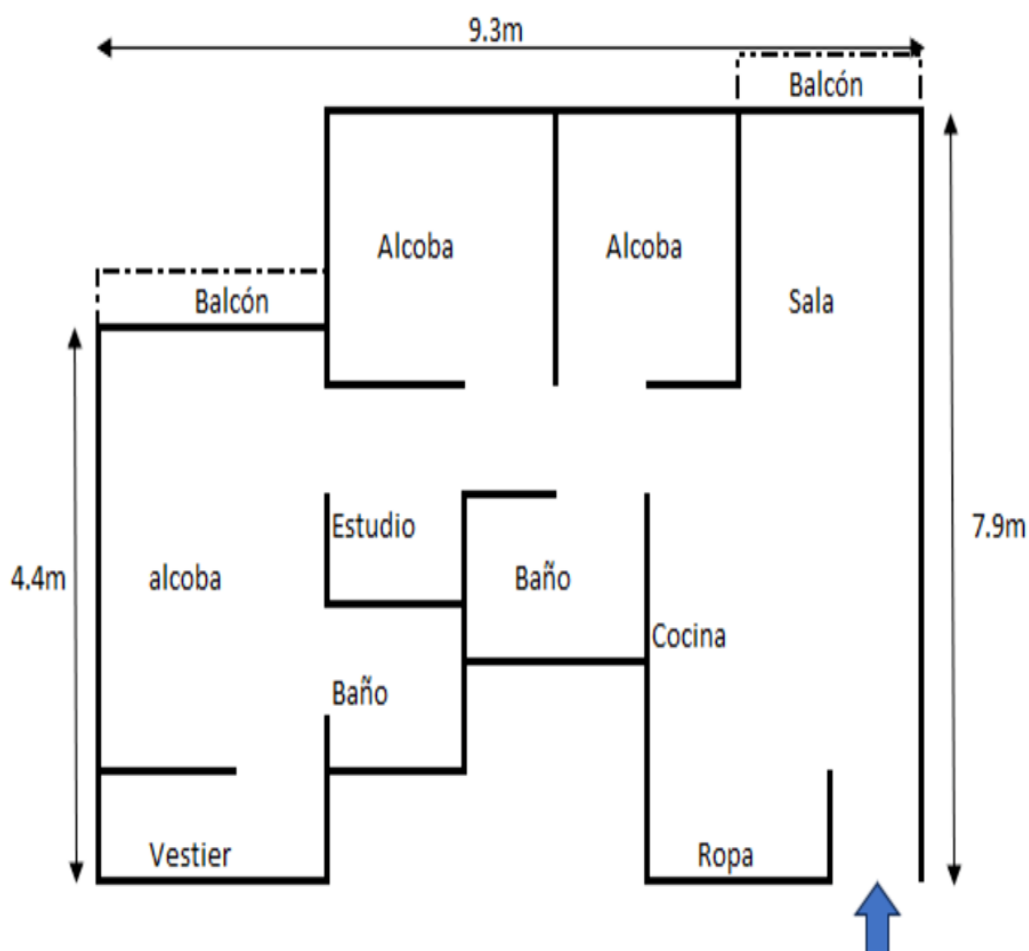 9.3m
Balcón
Alcoba
Alcoba
Balcón
Sala
Estudio
7.9m
4.4m
alcoba
Baño
Cocina
Baño
Vestier
Ropa